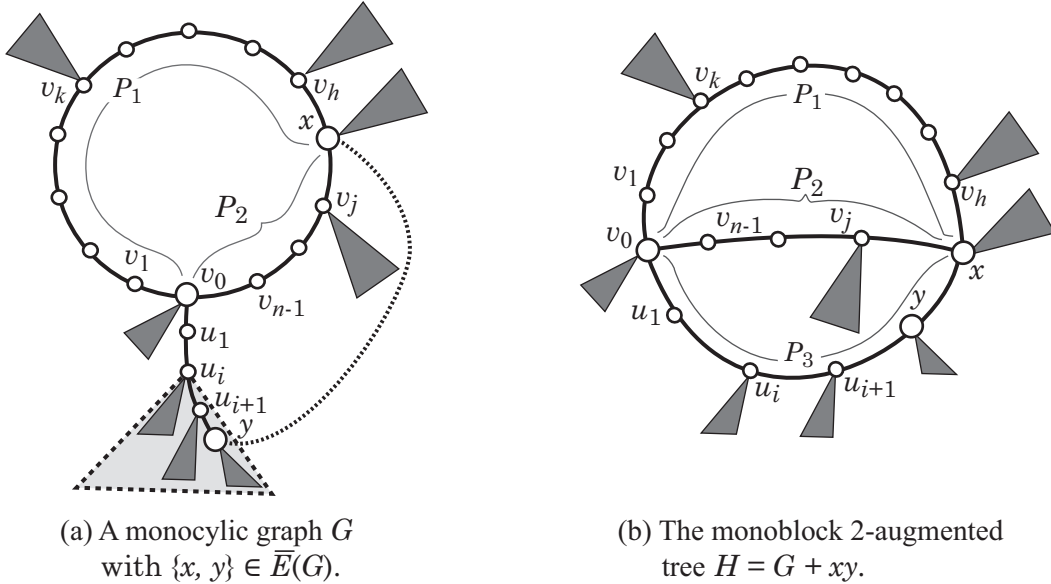 v_k
P_1
v_h
x
P_2
v_j
v_1
v_0
v_{n-1}
u_1
u_i
u_{i+1}
y
(a) A monocylic graph G
with {x, y} ∈ \overline{E}(G).
v_k
P_1
v_1
P_2
v_h
v_0
v_{n-1}
v_j
x
u_1
y
P_3
u_i
u_{i+1}
(b) The monoblock 2-augmented
tree H = G + xy.